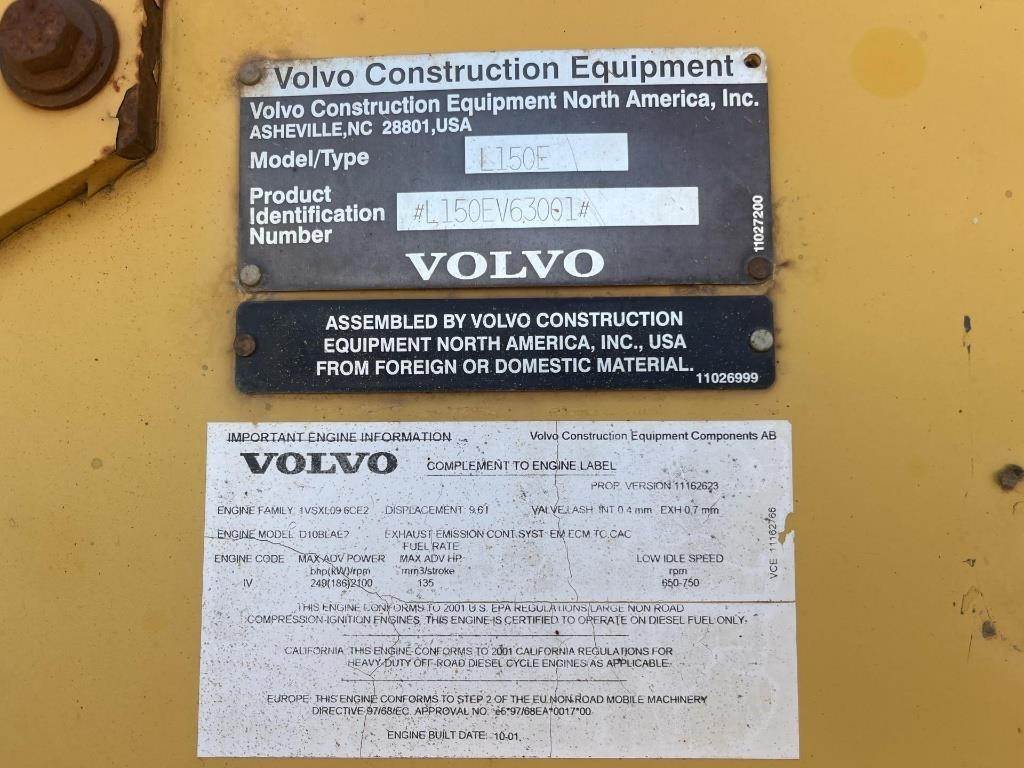 Volvo Construction Equipment
Volvo Construction Equipment North America, Inc.
ASHEVILLE,NC 28801,USA
Model/Type L150E
Product Identification Number #L150EV63001#
11027200
VOLVO
ASSEMBLED BY VOLVO CONSTRUCTION
EQUIPMENT NORTH AMERICA, INC., USA
FROM FOREIGN OR DOMESTIC MATERIAL.
11026999
IMPORTANT ENGINE INFORMATION Volvo Construction Equipment Components AB
VOLVO COMPLEMENT TO ENGINE LABEL
PROP. VERSION 11162623
ENGINE FAMILY 1VSXL09.6CE2 DISPLACEMENT 9.6 l VALVE LASH INT 0.4 mm EXH 0.7 mm
ENGINE MODEL D10BLAE2 EXHAUST EMISSION CONT.SYST EM ECM TC CAC
FUEL RATE
ENGINE CODE MAX ADV POWER MAX ADV HP LOW IDLE SPEED
bhp(kW)/rpm mm3/stroke rpm
IV 249(186)2100 135 650-750
VCE 11162766
THIS ENGINE CONFORMS TO 2001 U.S. EPA REGULATIONS LARGE NON ROAD
COMPRESSION-IGNITION ENGINES. THIS ENGINE IS CERTIFIED TO OPERATE ON DIESEL FUEL ONLY.
CALIFORNIA: THIS ENGINE CONFORMS TO 2001 CALIFORNIA REGULATIONS FOR
HEAVY-DUTY OFF-ROAD DIESEL CYCLE ENGINES AS APPLICABLE.
EUROPE: THIS ENGINE CONFORMS TO STEP 2 OF THE EU NON-ROAD MOBILE MACHINERY
DIRECTIVE 97/68/EC. APPROVAL NO. e5*97/68EA*0017*00
ENGINE BUILT DATE: 10-01.